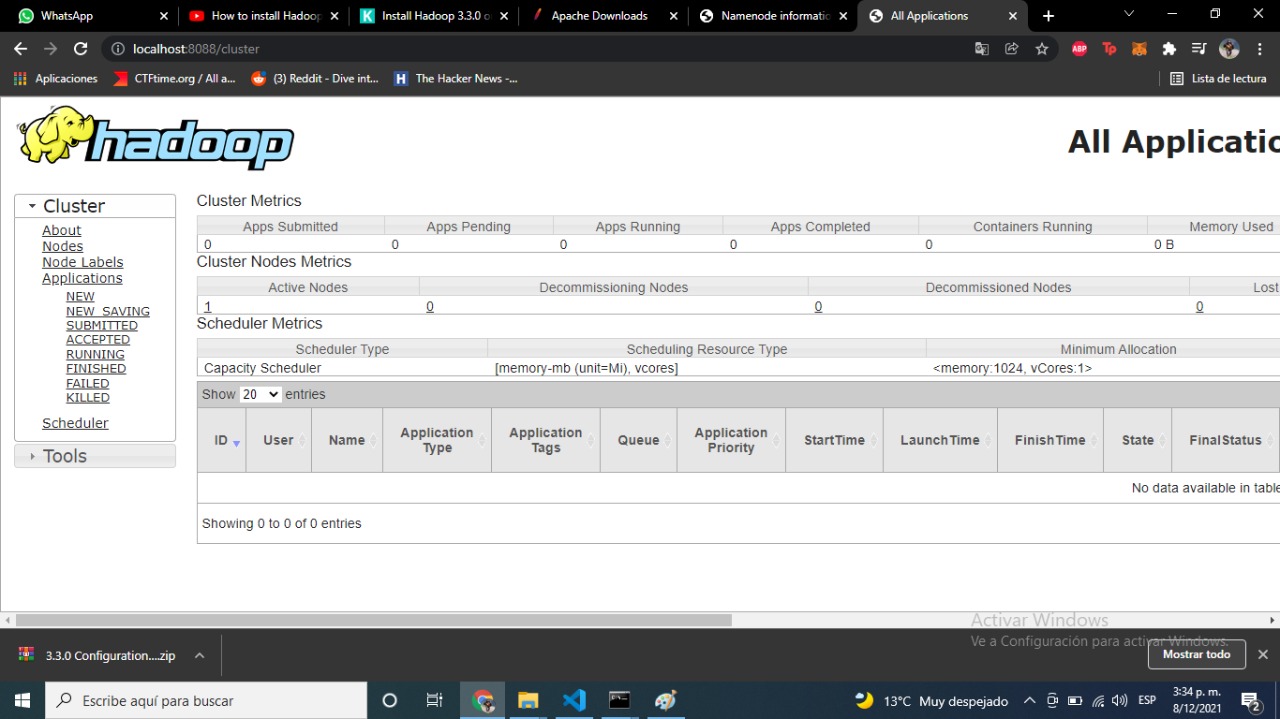 WhatsApp
How to install Hadoop
Install Hadoop 3.3.0 o
Apache Downloads
Namenode informatio
All Applications
localhost:8088/cluster
ABP
Tp
Aplicaciones
CTFtime.org / All a...
(3) Reddit - Dive int...
H The Hacker News -...
Lista de lectura
hadoop
All Applicatio
Cluster
About
Nodes
Node Labels
Applications
NEW
NEW_SAVING
SUBMITTED
ACCEPTED
RUNNING
FINISHED
FAILED
KILLED
Scheduler
Tools
Cluster Metrics
Apps Submitted Apps Pending Apps Running Apps Completed Containers Running Memory Used
0 0 0 0 0 0 B
Cluster Nodes Metrics
Active Nodes Decommissioning Nodes Decommissioned Nodes Lost
1 0 0 0
Scheduler Metrics
Scheduler Type Scheduling Resource Type Minimum Allocation
Capacity Scheduler [memory-mb (unit=Mi), vcores] <memory:1024, vCores:1>
Show 20 entries
ID User Name Application Type Application Tags Queue Application Priority StartTime LaunchTime FinishTime State FinalStatus
No data available in table
Showing 0 to 0 of 0 entries
Activar Windows
Ve a Configuración para activar Windows.
3.3.0 Configuration....zip
Mostrar todo
Escribe aquí para buscar
13°C Muy despejado
ESP
3:34 p. m.
8/12/2021
2